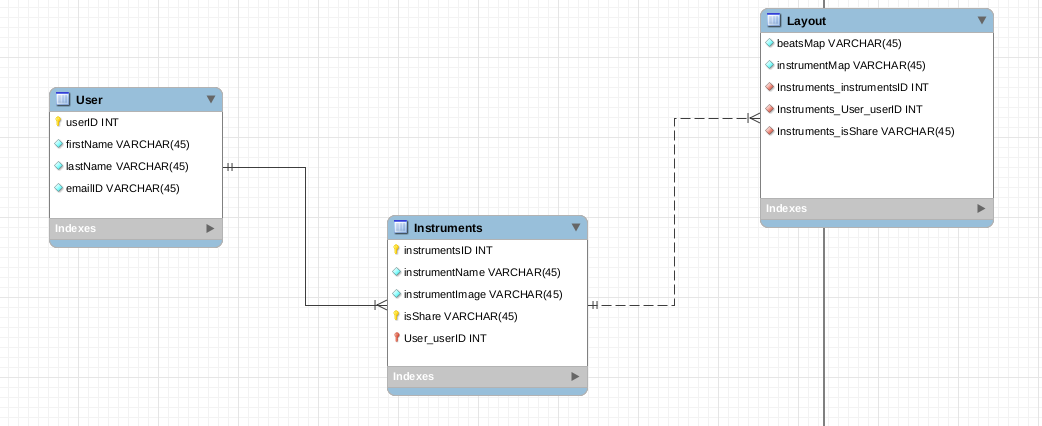 User
userID INT
firstName VARCHAR(45)
lastName VARCHAR(45)
emailID VARCHAR(45)
Indexes
Instruments
instrumentsID INT
instrumentName VARCHAR(45)
instrumentImage VARCHAR(45)
isShare VARCHAR(45)
User_userID INT
Indexes
Layout
beatsMap VARCHAR(45)
instrumentMap VARCHAR(45)
Instruments_instrumentsID INT
Instruments_User_userID INT
Instruments_isShare VARCHAR(45)
Indexes